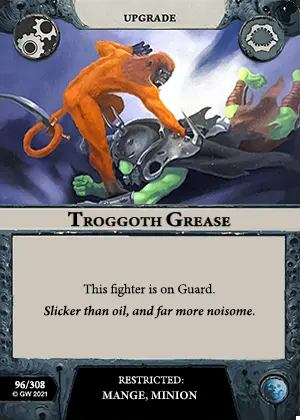 UPGRADE
TROGGOTH GREASE
This fighter is on Guard.
Slicker than oil, and far more noisome.
96/308
© GW 2021
RESTRICTED:
MANGE, MINION